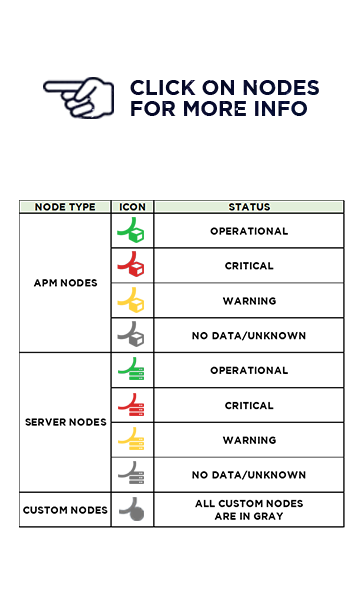 CLICK ON NODES
FOR MORE INFO
NODE TYPE ICON STATUS
APM NODES
OPERATIONAL
CRITICAL
WARNING
NO DATA/UNKNOWN
SERVER NODES
OPERATIONAL
CRITICAL
WARNING
NO DATA/UNKNOWN
CUSTOM NODES
ALL CUSTOM NODES
ARE IN GRAY